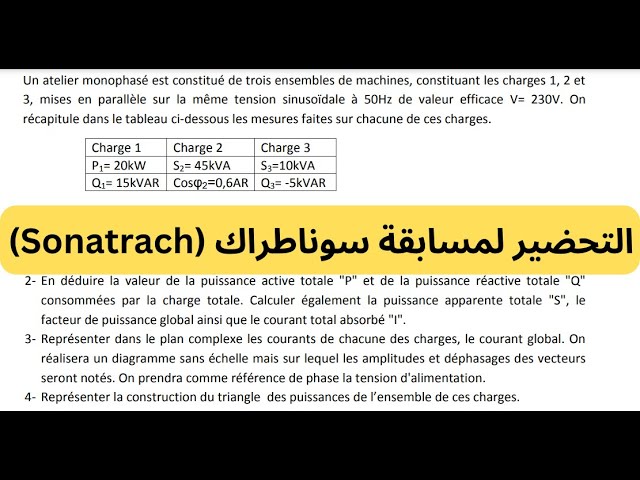 Un atelier monophasé est constitué de trois ensembles de machines, constituant les charges 1, 2 et
3, mises en parallèle sur la même tension sinusoïdale à 50Hz de valeur efficace V= 230V. On
récapitule dans le tableau ci-dessous les mesures faites sur chacune de ces charges.
Charge 1 Charge 2 Charge 3
P₁= 20kW S₂= 45kVA S₃=10kVA
Q₁= 15kVAR Cosφ₂=0,6AR Q₃= -5kVAR
التحضير لمسابقة سوناطراك (Sonatrach)
2- En déduire la valeur de la puissance active totale "P" et de la puissance réactive totale "Q"
consommées par la charge totale. Calculer également la puissance apparente totale "S", le
facteur de puissance global ainsi que le courant total absorbé "I".
3- Représenter dans le plan complexe les courants de chacune des charges, le courant global. On
réalisera un diagramme sans échelle mais sur lequel les amplitudes et déphasages des vecteurs
seront notés. On prendra comme référence de phase la tension d'alimentation.
4- Représenter la construction du triangle des puissances de l'ensemble de ces charges.